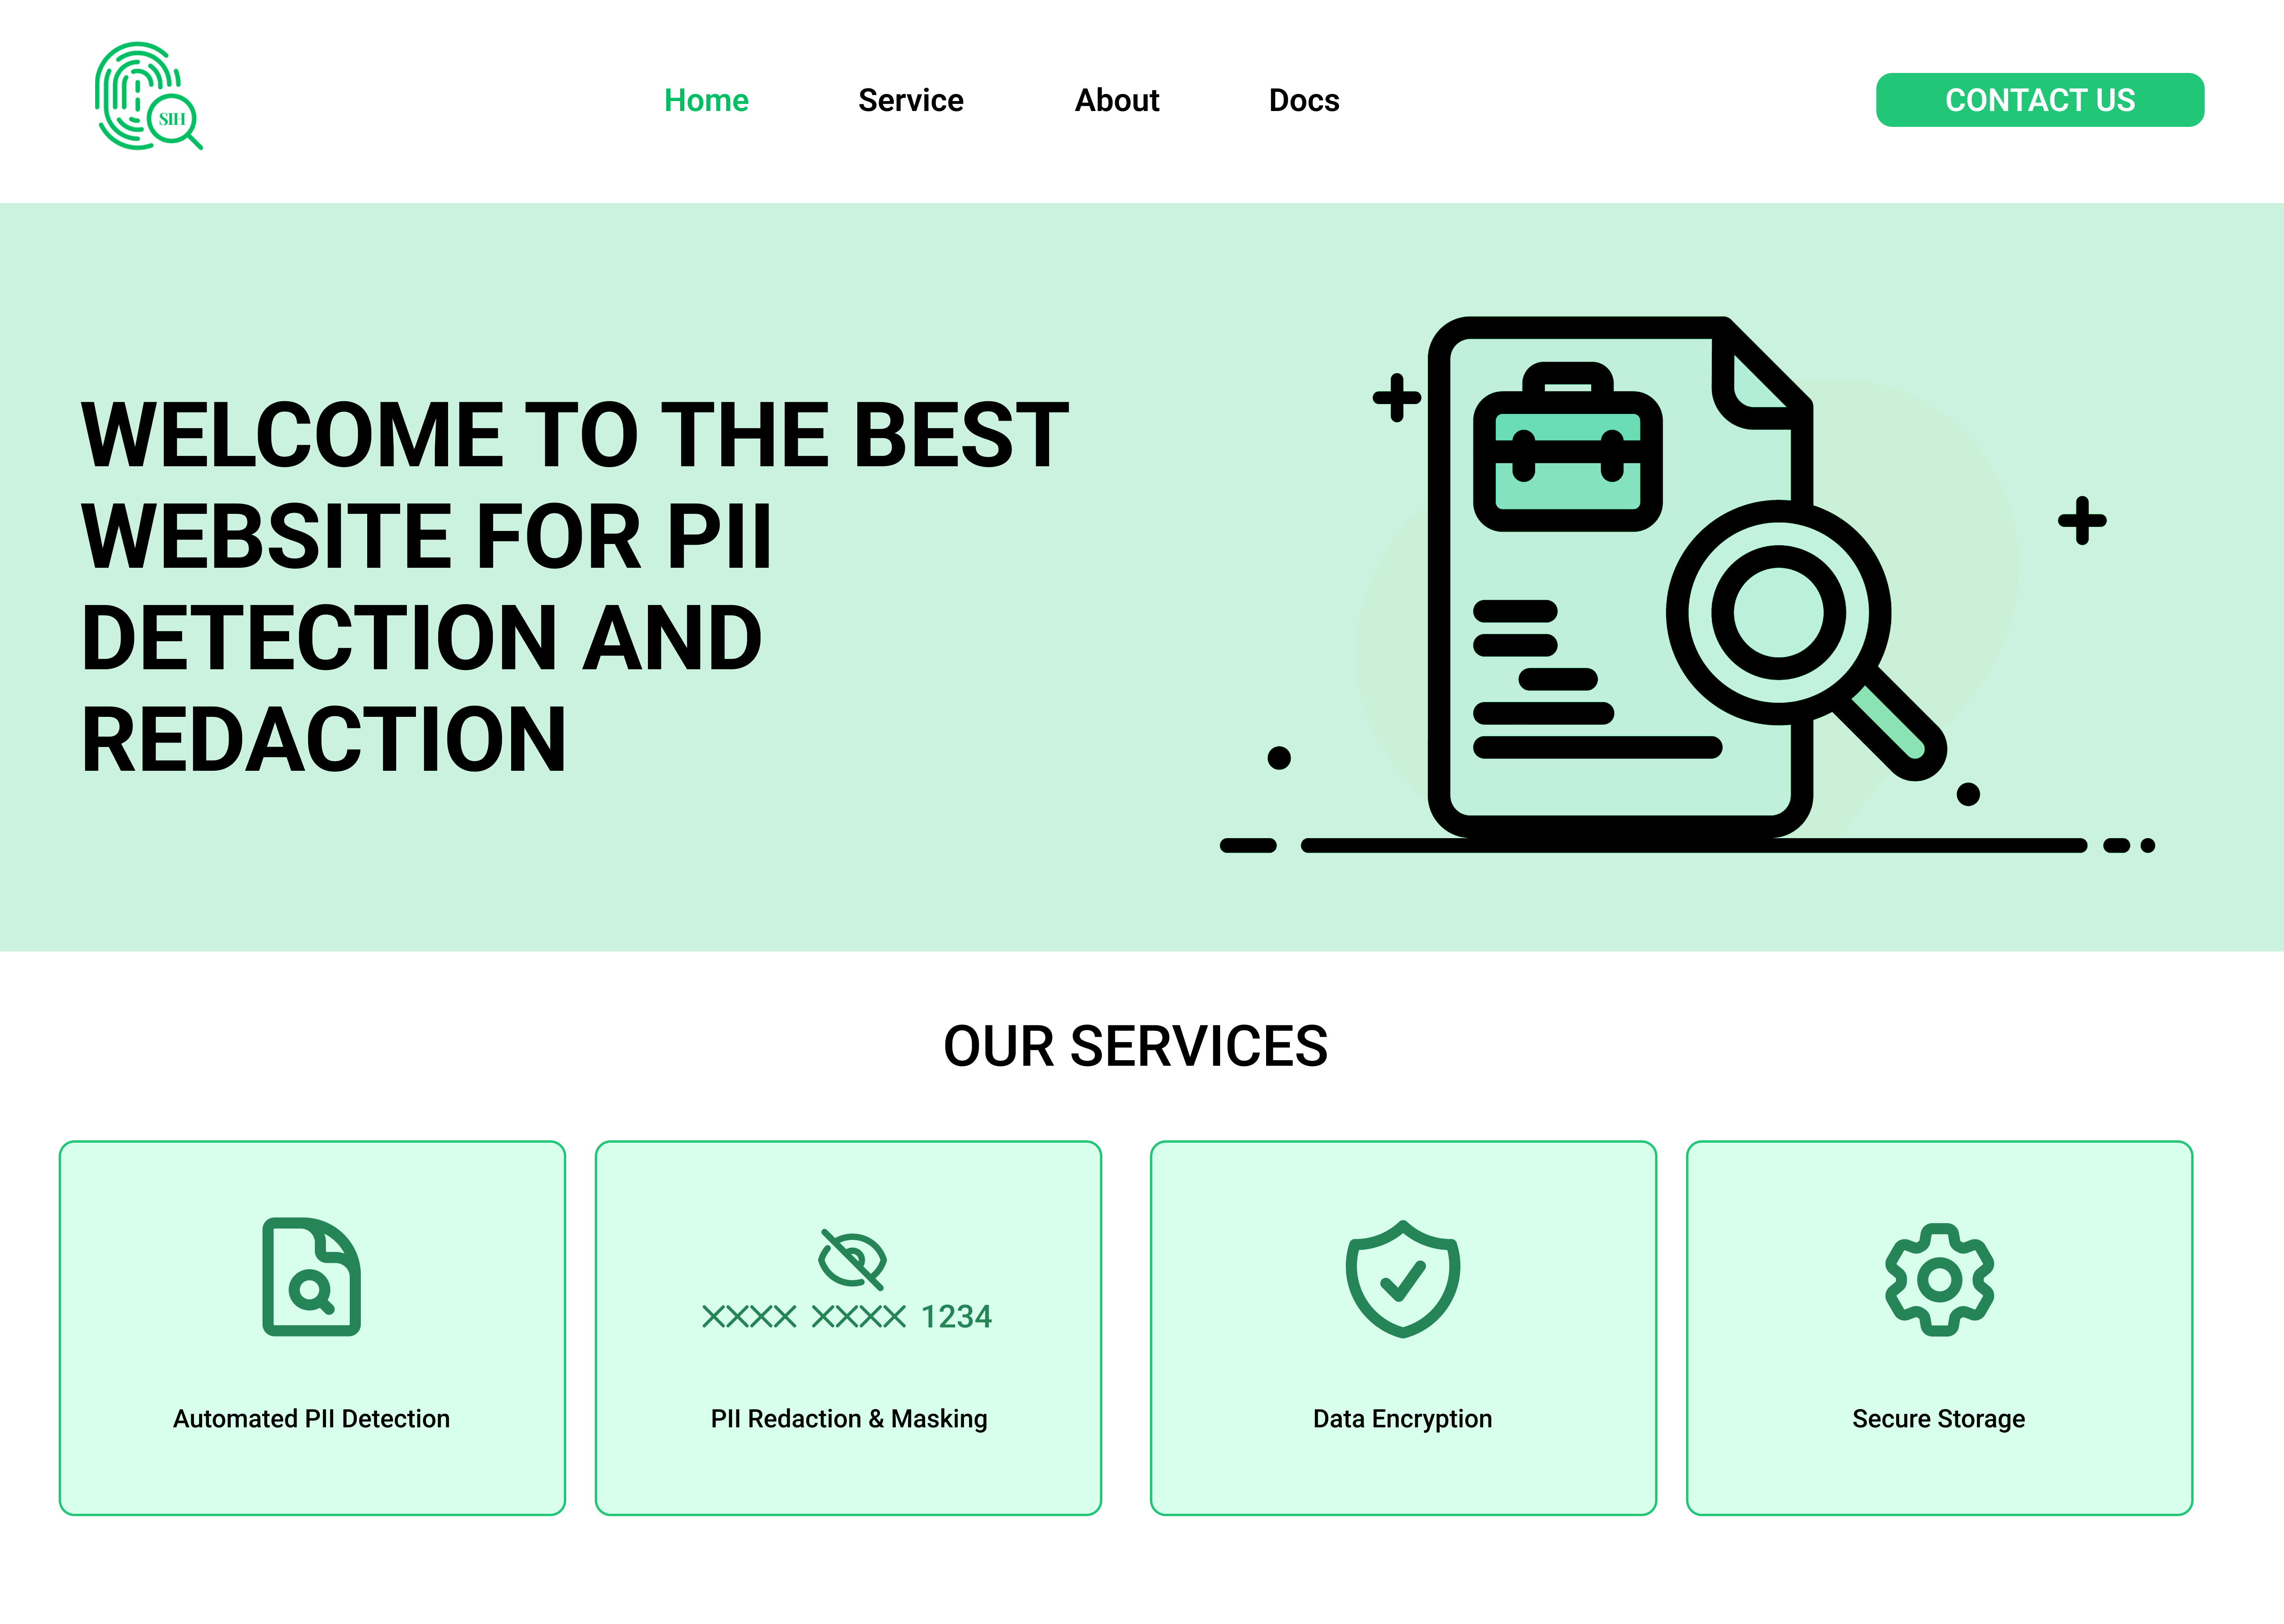 SIH
Home Service About Docs
CONTACT US
WELCOME TO THE BEST
WEBSITE FOR PII
DETECTION AND
REDACTION
OUR SERVICES
XXXX XXXX 1234
Automated PII Detection
PII Redaction & Masking
Data Encryption
Secure Storage